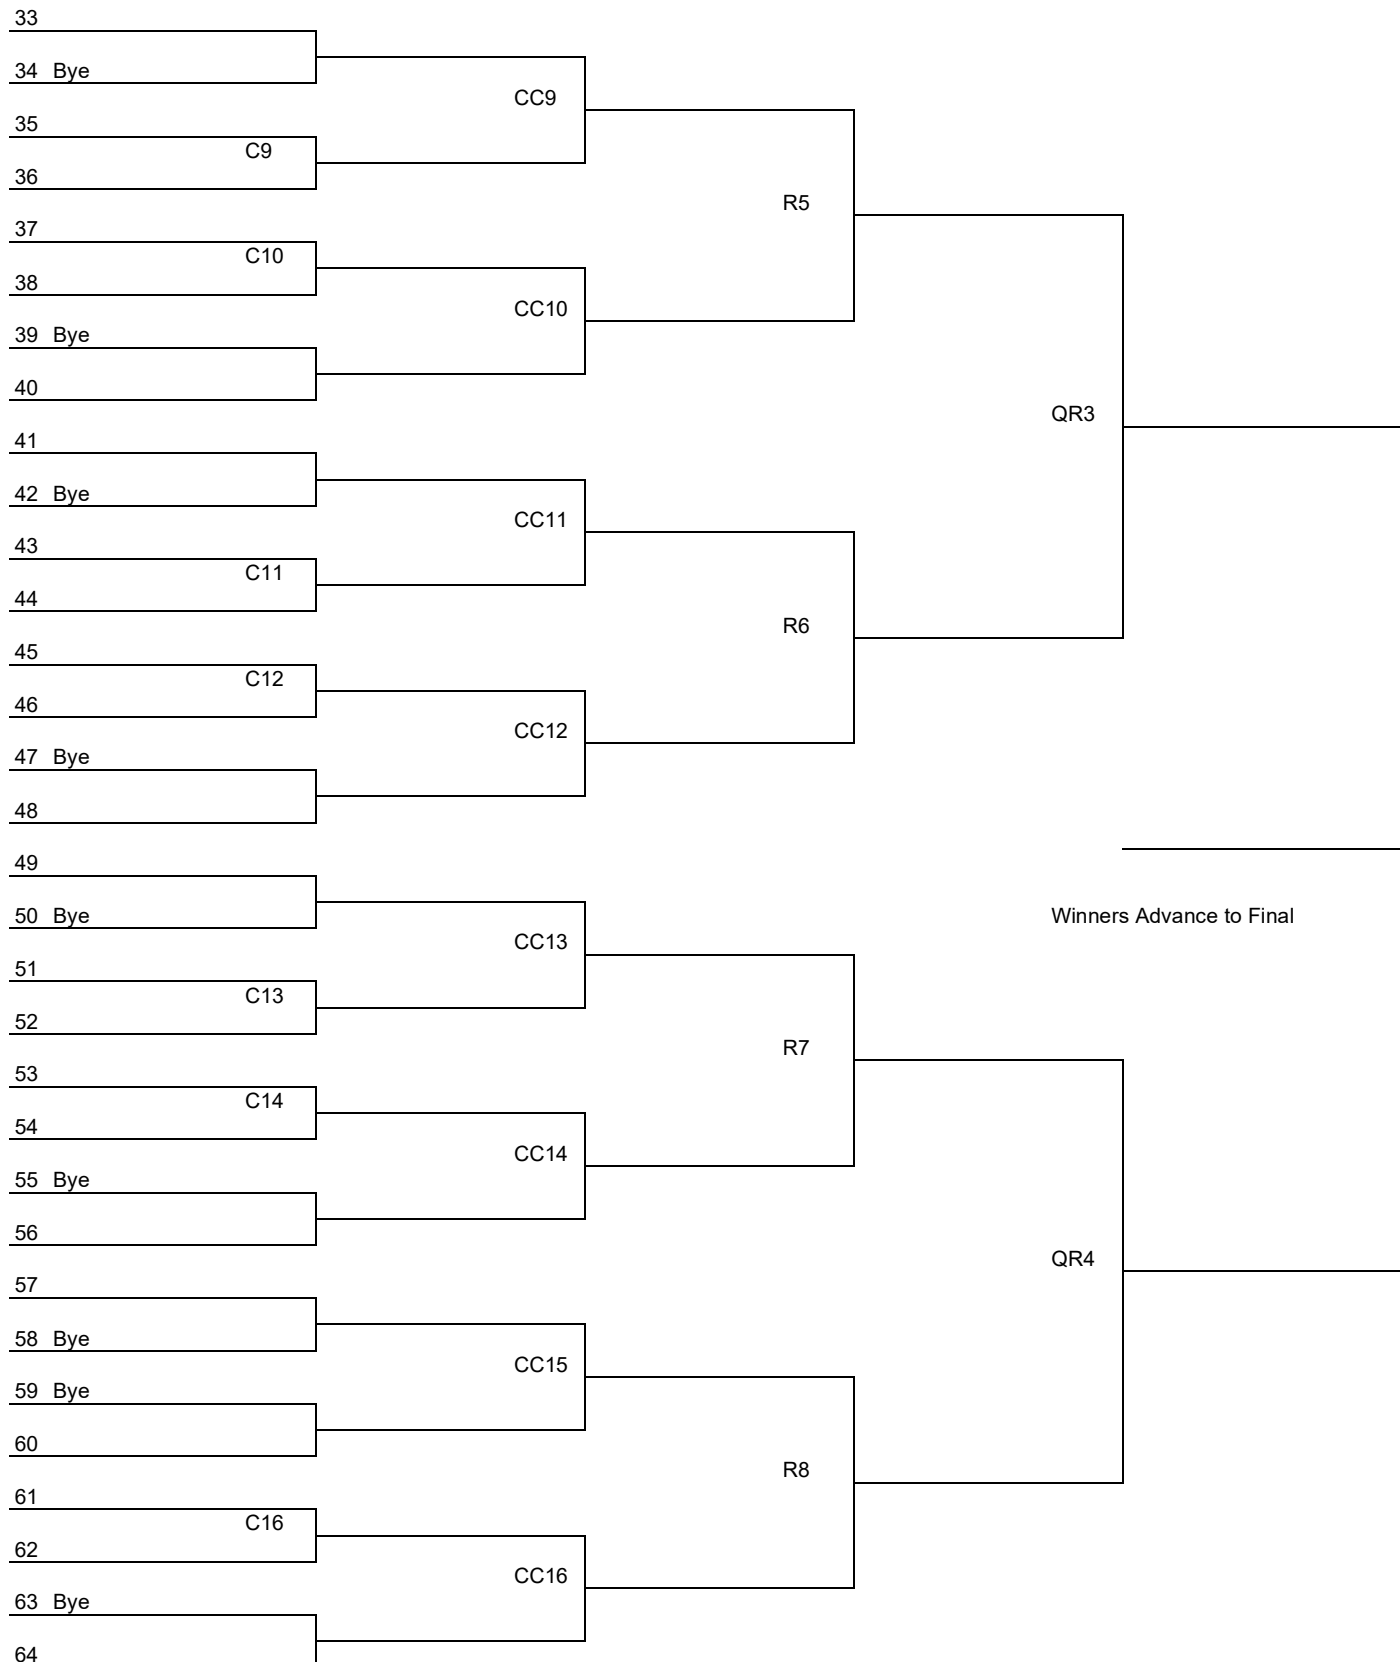 33
34 Bye
CC9
35
C9
36
R5
37
C10
38
CC10
39 Bye
40
QR3
41
42 Bye
CC11
43
C11
44
R6
45
C12
46
CC12
47 Bye
48
49
50 Bye
Winners Advance to Final
CC13
51
C13
52
R7
53
C14
54
CC14
55 Bye
56
QR4
57
58 Bye
CC15
59 Bye
60
R8
61
C16
62
CC16
63 Bye
64